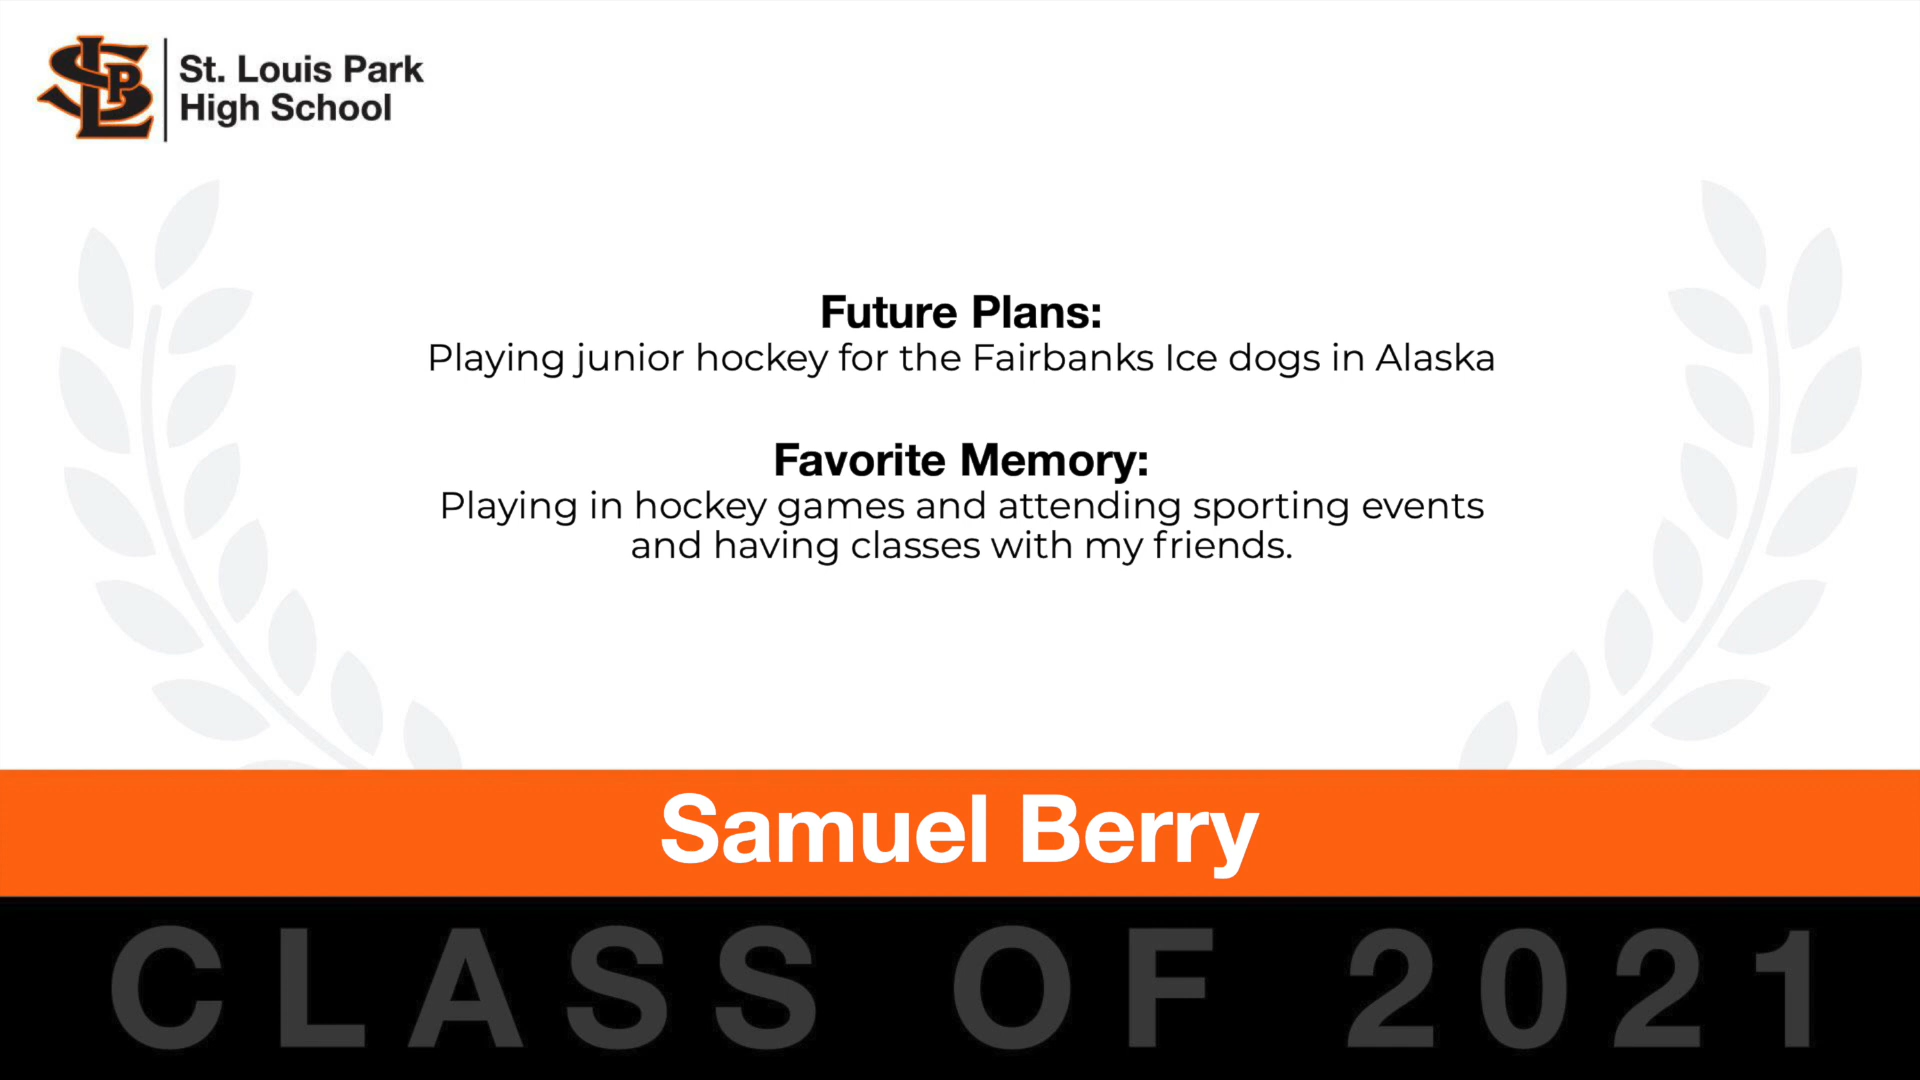 SLP
St. Louis Park
High School
Future Plans:
Playing junior hockey for the Fairbanks Ice dogs in Alaska
Favorite Memory:
Playing in hockey games and attending sporting events
and having classes with my friends.
Samuel Berry
CLASS OF 2021